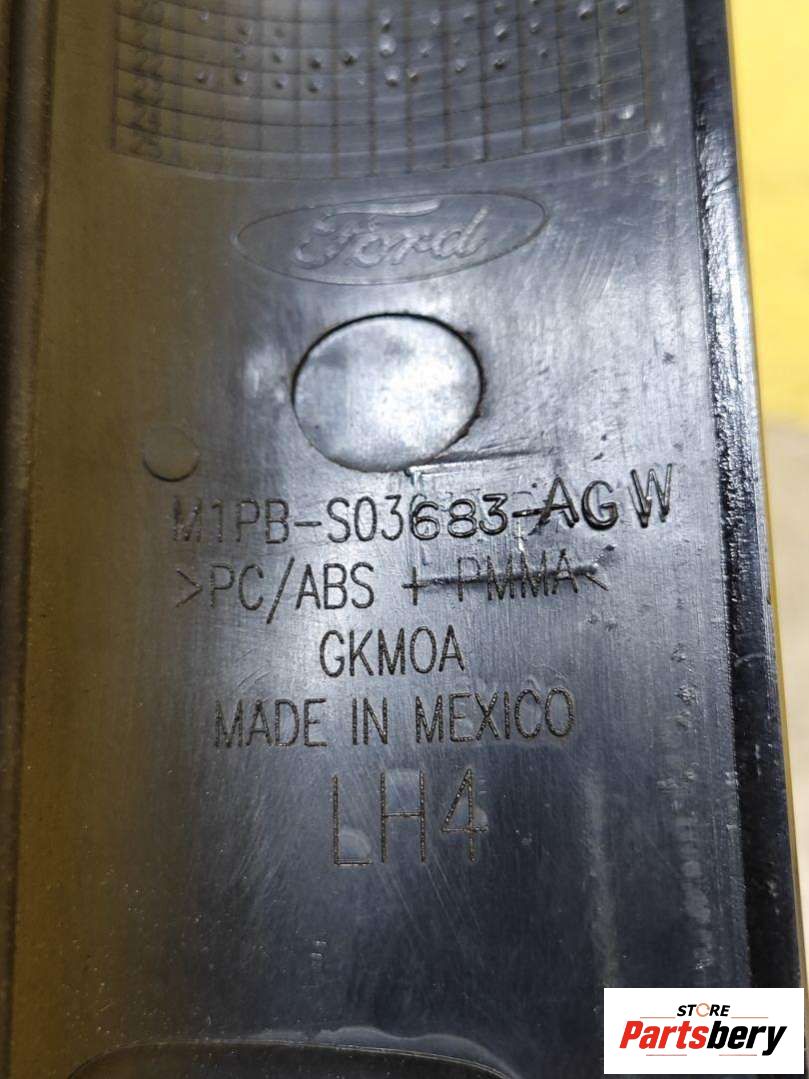 Ford
M1PB-S03683-AGW
>PC/ABS + PMMA<
GKMOA
MADE IN MEXICO
LH4
STORE
Partsbery